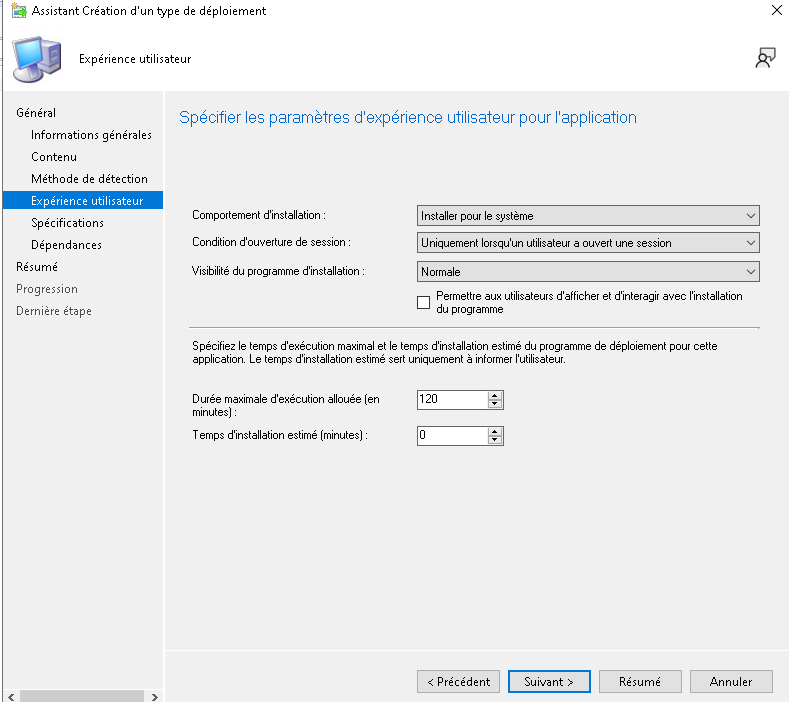 Assistant Création d'un type de déploiement
Expérience utilisateur
Général
Informations générales
Contenu
Méthode de détection
Expérience utilisateur
Spécifications
Dépendances
Résumé
Progression
Dernière étape
Spécifier les paramètres d'expérience utilisateur pour l'application
Comportement d'installation :
Installer pour le système
Condition d'ouverture de session :
Uniquement lorsqu'un utilisateur a ouvert une session
Visibilité du programme d'installation :
Normale
Permettre aux utilisateurs d'afficher et d'interagir avec l'installation
du programme
Spécifiez le temps d'exécution maximal et le temps d'installation estimé du programme de déploiement pour cette
application. Le temps d'installation estimé sert uniquement à informer l'utilisateur.
Durée maximale d'exécution allouée (en
minutes) :
120
Temps d'installation estimé (minutes) :
0
< Précédent
Suivant >
Résumé
Annuler